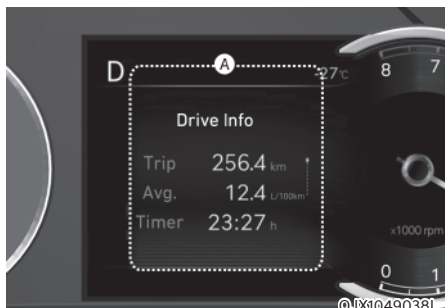 D
A
-27°C
8 7
Drive Info
Trip 256.4 km
Avg. 12.4 L/100km
Timer 23:27 h
x1000 rpm
0 1
OJX1049038L